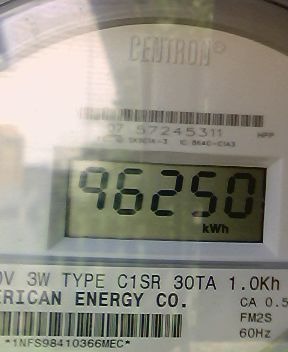 CENTRON®
07 57245311 HPP
96250
kWh
0V 3W TYPE C1SR 30TA 1.0Kh
ERICAN ENERGY CO. CA 0.5
FM2S
60Hz
*1NFS98410366MEC*